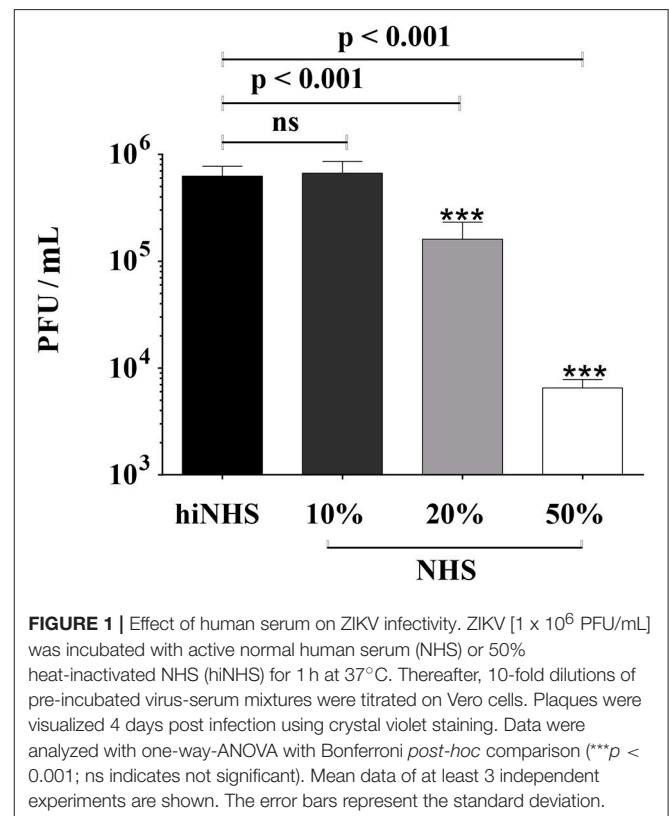 p < 0.001
p < 0.001
ns
10⁶
***
10⁵
PFU/mL
10⁴
***
10³
hiNHS 10% 20% 50%
NHS
FIGURE 1 | Effect of human serum on ZIKV infectivity. ZIKV [1 x 10⁶ PFU/mL]
was incubated with active normal human serum (NHS) or 50%
heat-inactivated NHS (hiNHS) for 1 h at 37°C. Thereafter, 10-fold dilutions of
pre-incubated virus-serum mixtures were titrated on Vero cells. Plaques were
visualized 4 days post infection using crystal violet staining. Data were
analyzed with one-way-ANOVA with Bonferroni post-hoc comparison (***p <
0.001; ns indicates not significant). Mean data of at least 3 independent
experiments are shown. The error bars represent the standard deviation.